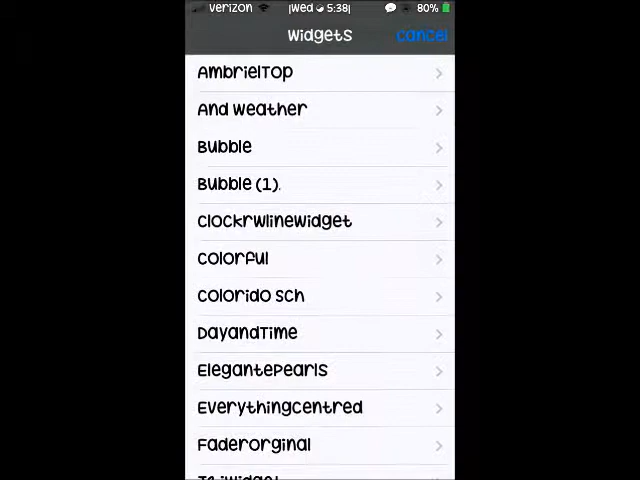 verizon |Wed 5:38| 80%
Widgets cancel
AmbrielTop
And weather
Bubble
Bubble (1).
clockrwlinewidget
colorful
colorido sch
DayandTime
ElegantePearls
Everythingcentred
Faderorginal